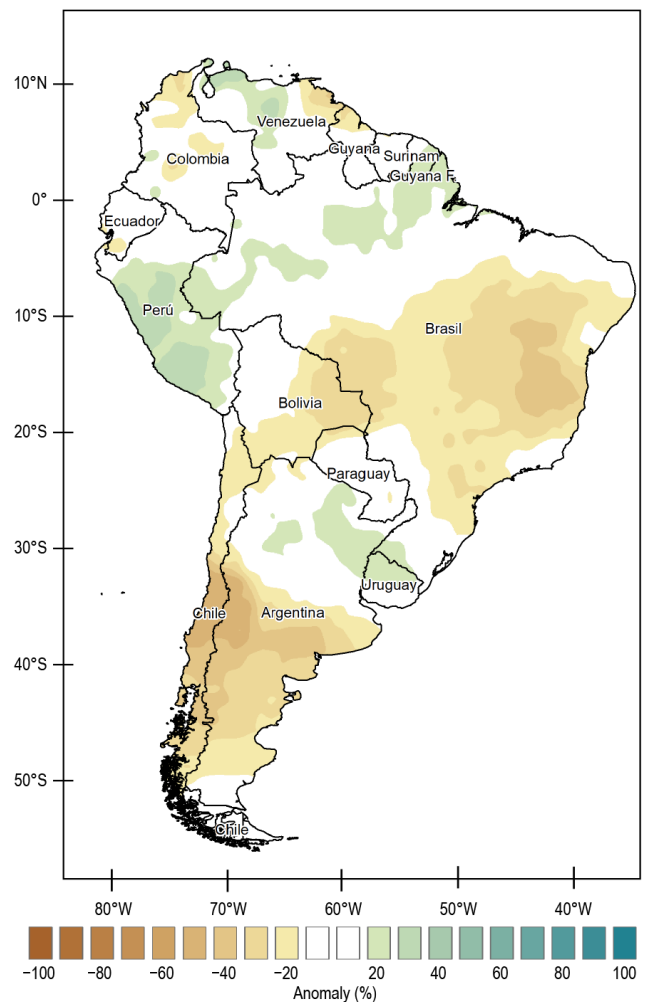 10°N
Venezuela
Guyana
Surinam
Colombia
Guyana F.
0°
Ecuador
10°S
Perú
Brasil
Bolivia
20°S
Paraguay
30°S
Uruguay
Chile
Argentina
40°S
50°S
Chile
80°W 70°W 60°W 50°W 40°W
−100 −80 −60 −40 −20 20 40 60 80 100
Anomaly (%)